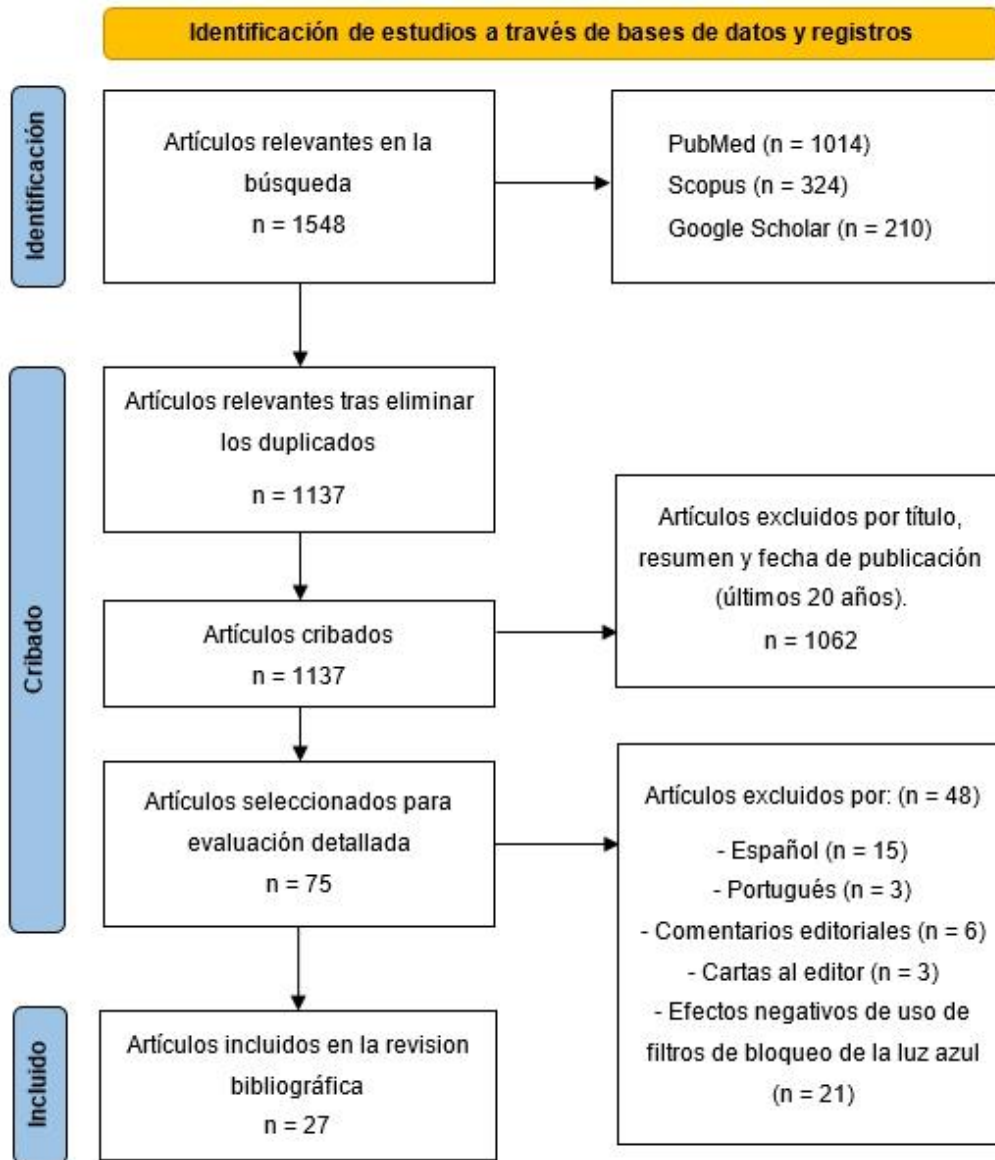 Identificación de estudios a través de bases de datos y registros
Identificación
Artículos relevantes en la
búsqueda
n = 1548
PubMed (n = 1014)
Scopus (n = 324)
Google Scholar (n = 210)
Cribado
Artículos relevantes tras eliminar
los duplicados
n = 1137
Artículos cribados
n = 1137
Artículos excluidos por título,
resumen y fecha de publicación
(últimos 20 años).
n = 1062
Artículos seleccionados para
evaluación detallada
n = 75
Artículos excluidos por: (n = 48)
- Español (n = 15)
- Portugués (n = 3)
- Comentarios editoriales (n = 6)
- Cartas al editor (n = 3)
- Efectos negativos de uso de
filtros de bloqueo de la luz azul
(n = 21)
Incluido
Artículos incluidos en la revision
bibliográfica
n = 27